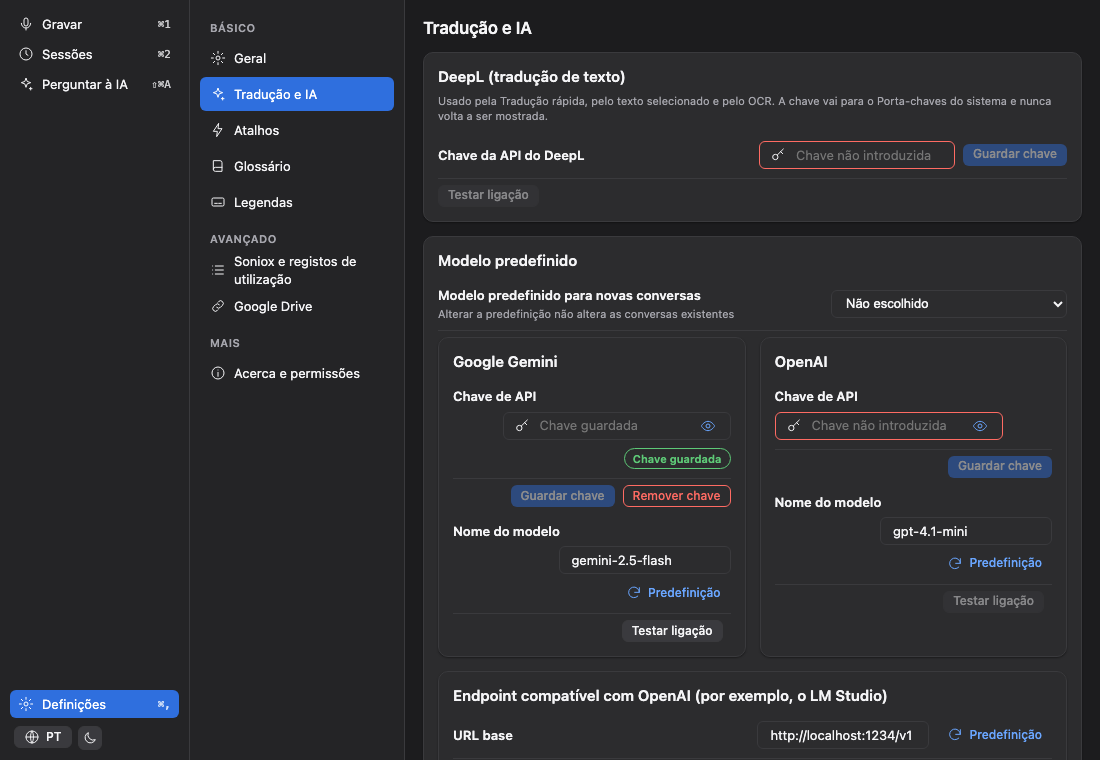 Gravar ⌘1
Sessões ⌘2
Perguntar à IA ⇧⌘A
Definições ⌘,
PT
BÁSICO
Geral
Tradução e IA
Atalhos
Glossário
Legendas
AVANÇADO
Soniox e registos de
utilização
Google Drive
MAIS
Acerca e permissões
Tradução e IA
DeepL (tradução de texto)
Usado pela Tradução rápida, pelo texto selecionado e pelo OCR. A chave vai para o Porta-chaves do sistema e nunca
volta a ser mostrada.
Chave da API do DeepL
Chave não introduzida
Guardar chave
Testar ligação
Modelo predefinido
Modelo predefinido para novas conversas
Alterar a predefinição não altera as conversas existentes
Não escolhido
Google Gemini
Chave de API
Chave guardada
Chave guardada
Guardar chave
Remover chave
Nome do modelo
gemini-2.5-flash
Predefinição
Testar ligação
OpenAI
Chave de API
Chave não introduzida
Guardar chave
Nome do modelo
gpt-4.1-mini
Predefinição
Testar ligação
Endpoint compatível com OpenAI (por exemplo, o LM Studio)
URL base
http://localhost:1234/v1
Predefinição